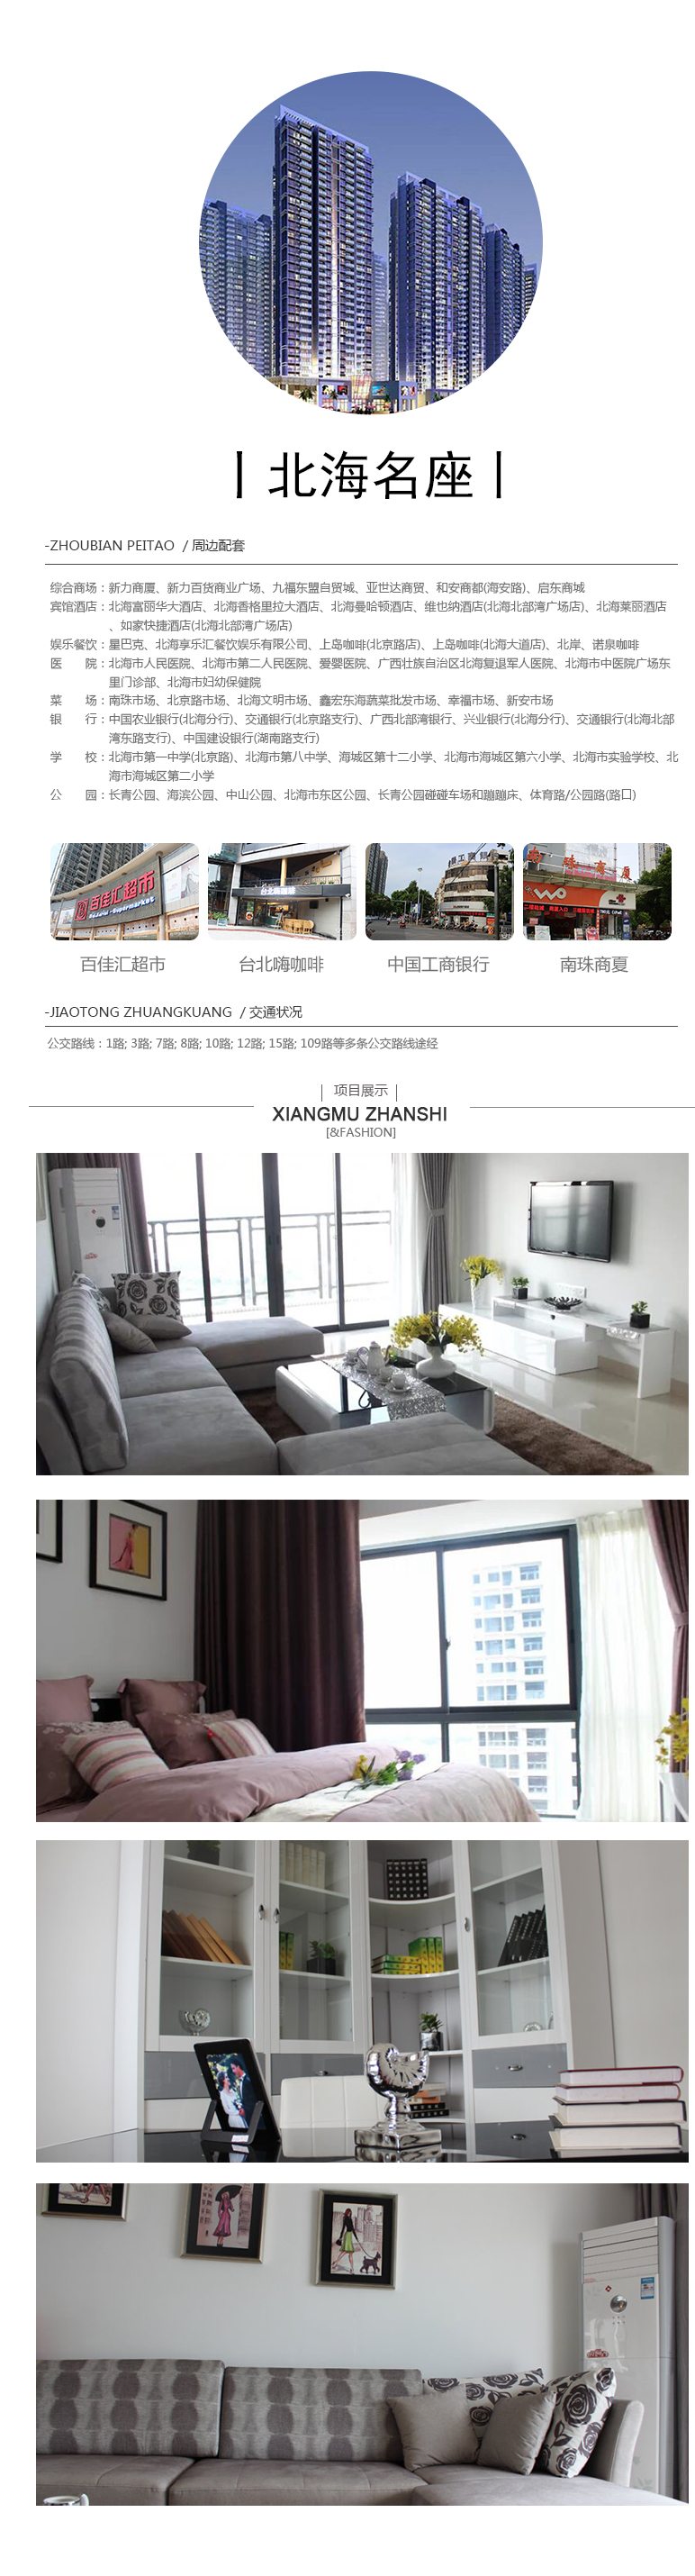 丨北海名座丨
-ZHOUBIAN PEITAO / 周边配套
综合商场：新力商厦、新力百货商业广场、九福东盟自贸城、亚世达商贸、和安商都(海安路)、启东商城
宾馆酒店：北海富丽华大酒店、北海香格里拉大酒店、北海曼哈顿酒店、维也纳酒店(北海北部湾广场店)、北海莱丽酒店
、如家快捷酒店(北海北部湾广场店)
娱乐餐饮：星巴克、北海享乐汇餐饮娱乐有限公司、上岛咖啡(北京路店)、上岛咖啡(北海大道店)、北岸、诺泉咖啡
医　　院：北海市人民医院、北海市第二人民医院、爱婴医院、广西壮族自治区北海复退军人医院、北海市中医院广场东
里门诊部、北海市妇幼保健院
菜　　场：南珠市场、北京路市场、北海文明市场、鑫宏东海蔬菜批发市场、幸福市场、新安市场
银　　行：中国农业银行(北海分行)、交通银行(北京路支行)、广西北部湾银行、兴业银行(北海分行)、交通银行(北海北部
湾东路支行)、中国建设银行(湖南路支行)
学　　校：北海市第一中学(北京路)、北海市第八中学、海城区第十二小学、北海市海城区第六小学、北海市实验学校、北
海市海城区第二小学
公　　园：长青公园、海滨公园、中山公园、北海市东区公园、长青公园碰碰车场和蹦蹦床、体育路/公园路(路口)
百佳汇超市
台北嗨咖啡
南珠商厦
百佳汇超市 台北嗨咖啡 中国工商银行 南珠商夏
-JIAOTONG ZHUANGKUANG / 交通状况
公交路线：1路; 3路; 7路; 8路; 10路; 12路; 15路; 109路等多条公交路线途经
| 项目展示 |
XIANGMU ZHANSHI
[&FASHION]